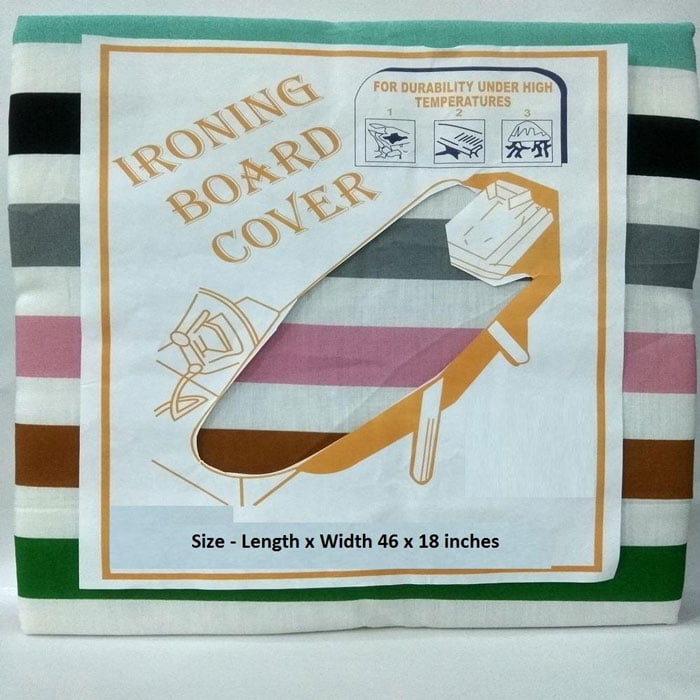 IRONING
BOARD
COVER
FOR DURABILITY UNDER HIGH
TEMPERATURES
1 2 3
Size - Length x Width 46 x 18 inches